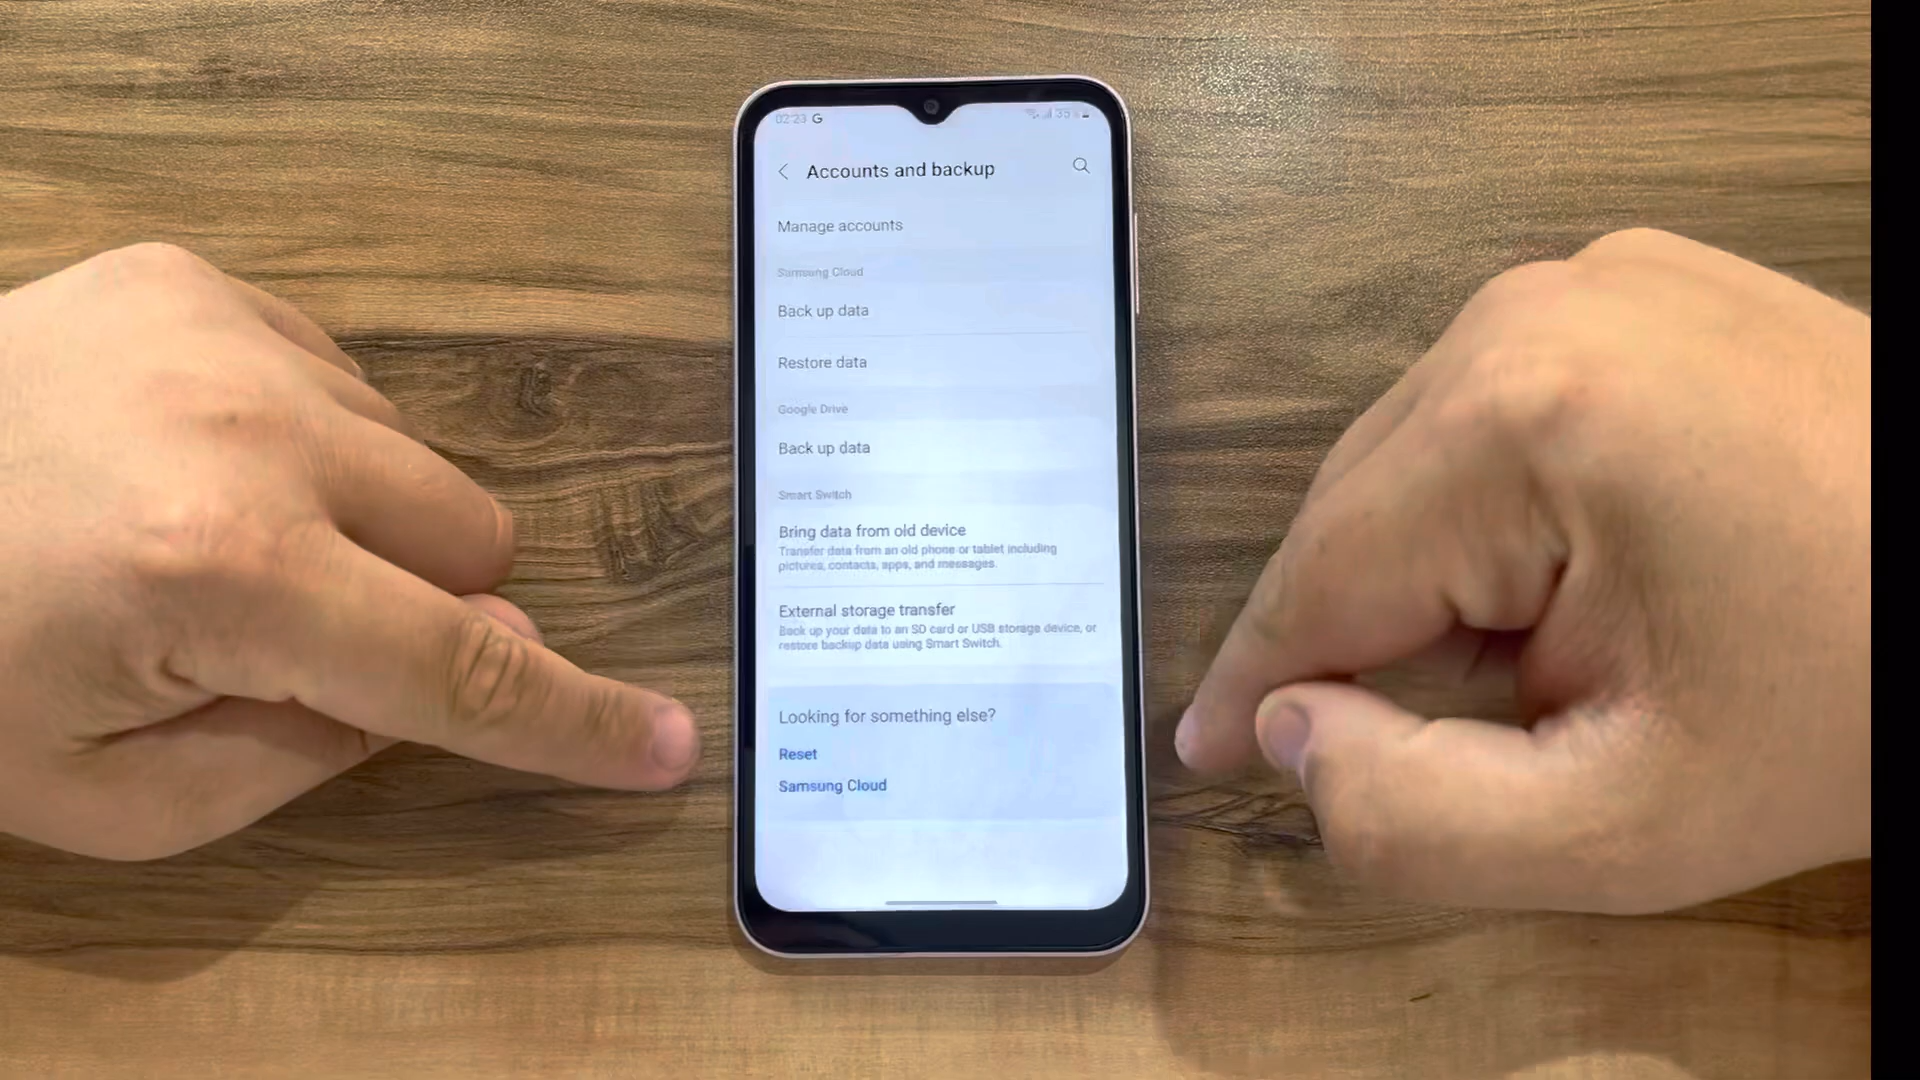 02:23 G 35
Accounts and backup
Manage accounts
Samsung Cloud
Back up data
Restore data
Google Drive
Back up data
Smart Switch
Bring data from old device
Transfer data from an old phone or tablet including
pictures, contacts, apps, and messages.
External storage transfer
Back up your data to an SD card or USB storage device, or
restore backup data using Smart Switch.
Looking for something else?
Reset
Samsung Cloud